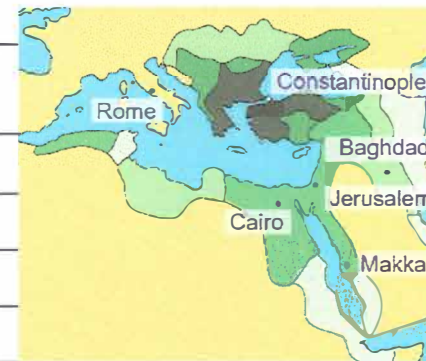 Constantinople
Rome
Baghdad
Jerusalem
Cairo
Makka